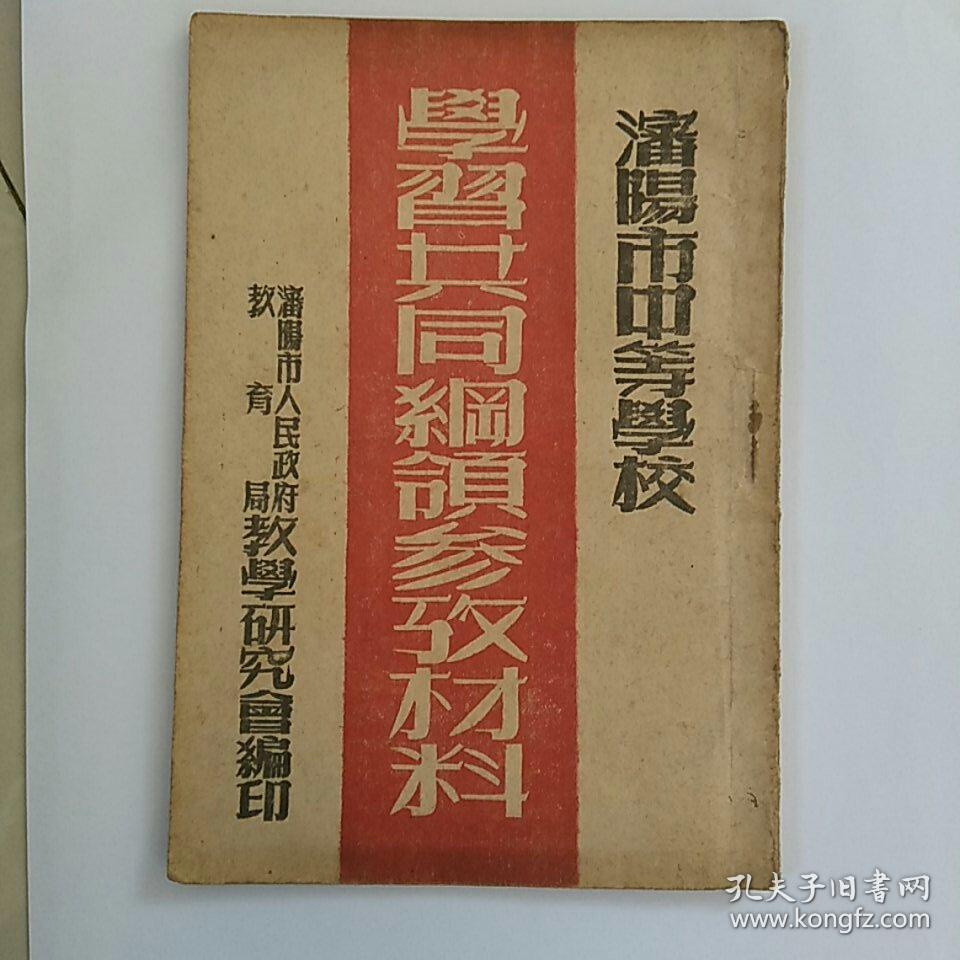 瀋陽市中等學校
學習共同綱領參攷材料
瀋陽市人民政府
教育局
教學研究會編印
孔夫子旧書网
www.kongfz.com